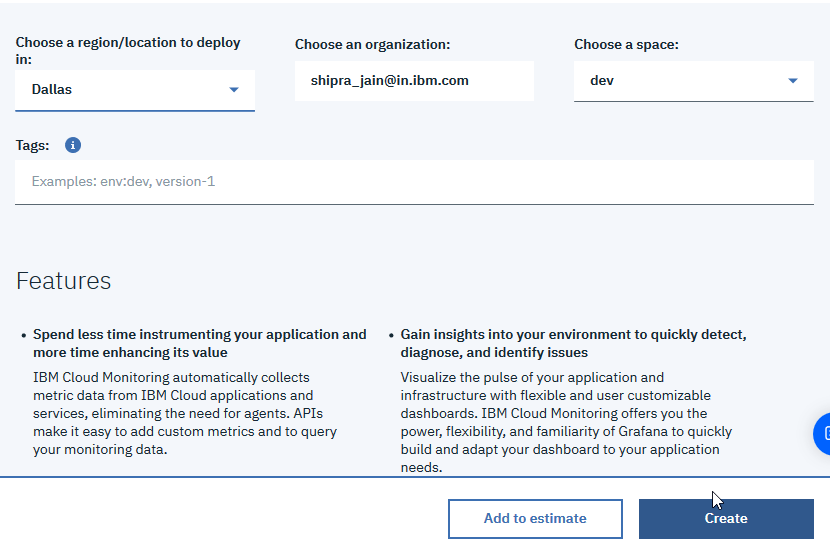 Choose a region/location to deploy
in:
Choose an organization:
Choose a space:
Dallas
shipra_jain@in.ibm.com
dev
Tags:
Examples: env:dev, version-1
Features
• Spend less time instrumenting your application and
more time enhancing its value
IBM Cloud Monitoring automatically collects
metric data from IBM Cloud applications and
services, eliminating the need for agents. APIs
make it easy to add custom metrics and to query
your monitoring data.
• Gain insights into your environment to quickly detect,
diagnose, and identify issues
Visualize the pulse of your application and
infrastructure with flexible and user customizable
dashboards. IBM Cloud Monitoring offers you the
power, flexibility, and familiarity of Grafana to quickly
build and adapt your dashboard to your application
needs.
Add to estimate
Create